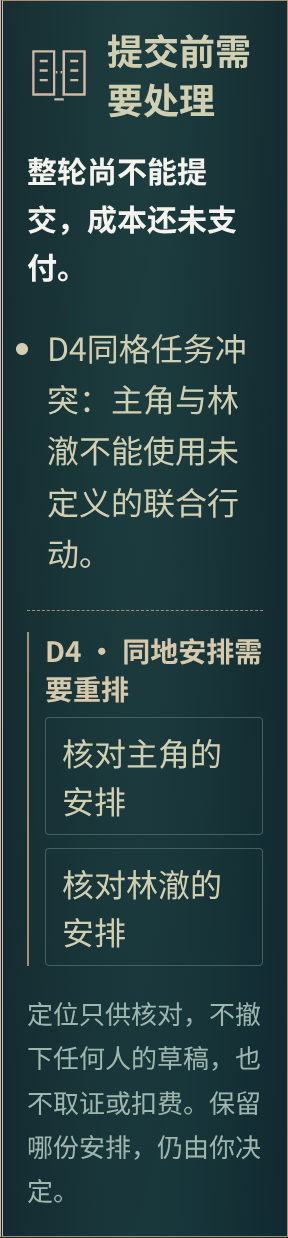 提交前需
要处理
整轮尚不能提
交，成本还未支
付。
• D4同格任务冲
突：主角与林
澈不能使用未
定义的联合行
动。
D4 · 同地安排需
要重排
核对主角的
安排
核对林澈的
安排
定位只供核对，不撤
下任何人的草稿，也
不取证或扣费。保留
哪份安排，仍由你决
定。